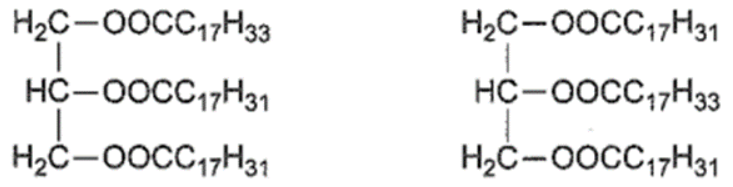 H₂C—OOCC₁₇H₃₃ H₂C—OOCC₁₇H₃₁
HC—OOCC₁₇H₃₁ HC—OOCC₁₇H₃₃
H₂C—OOCC₁₇H₃₁ H₂C—OOCC₁₇H₃₁